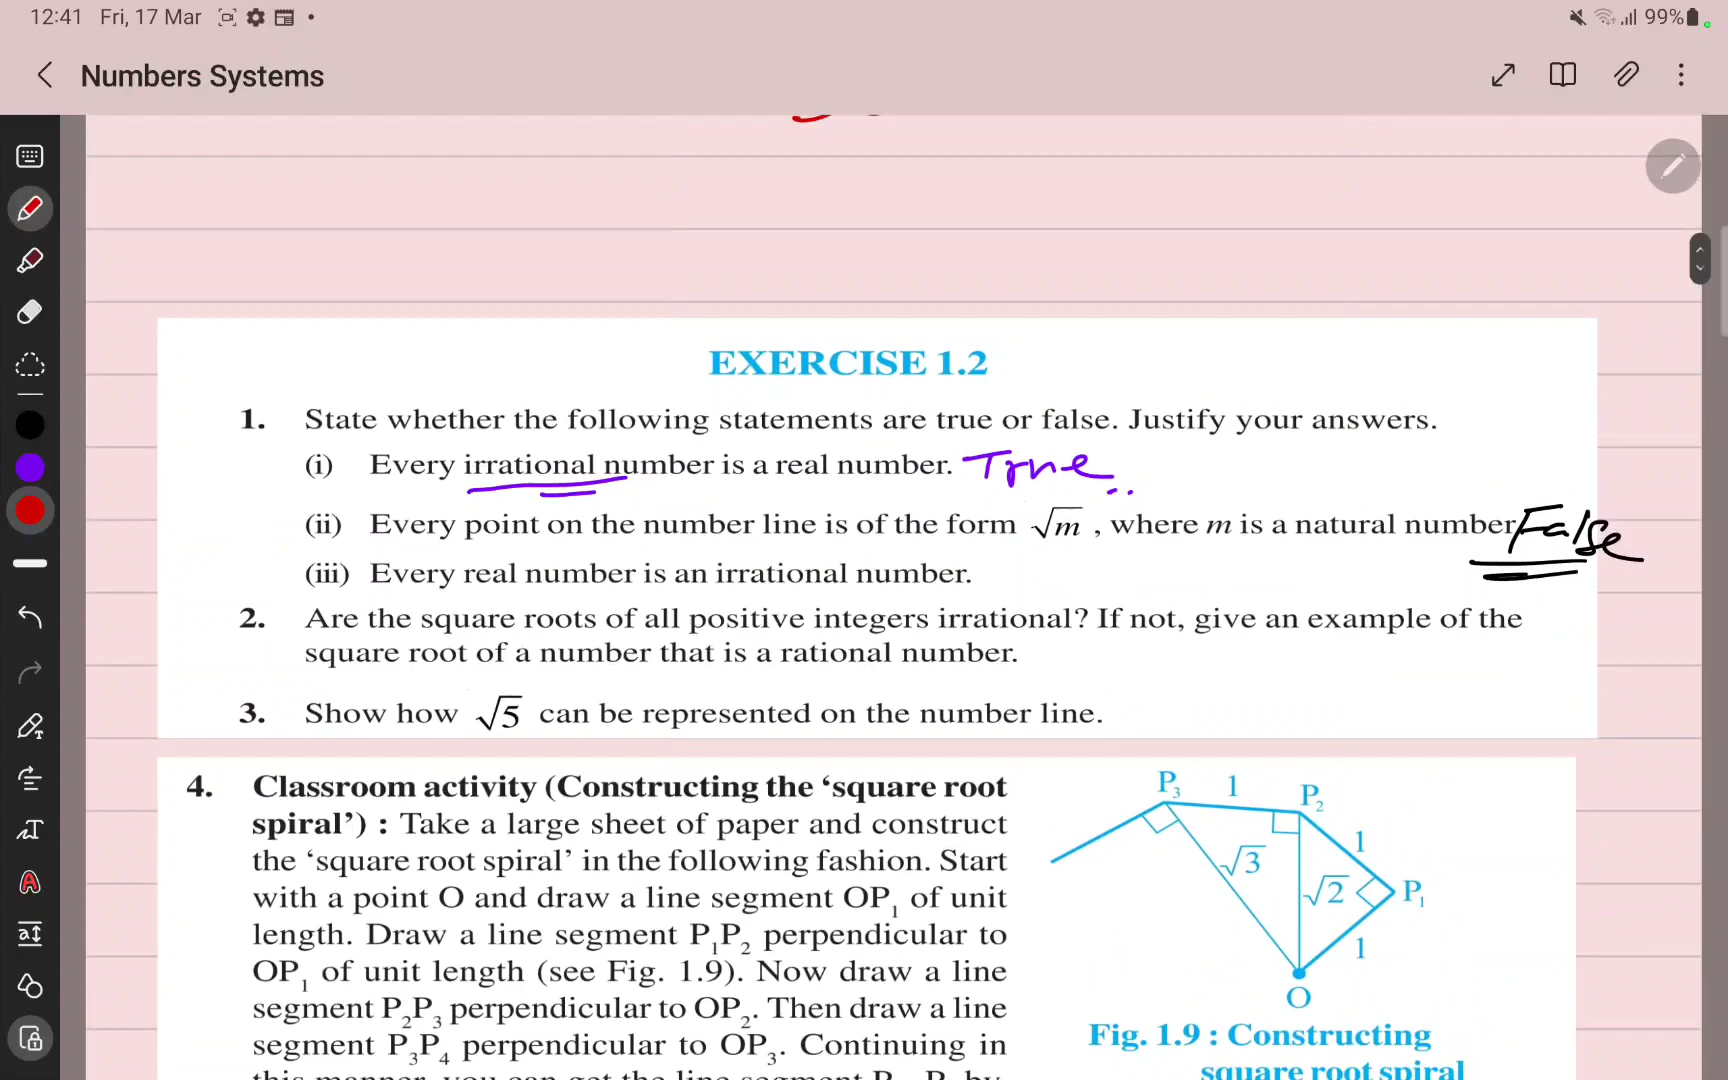 12:41 Fri, 17 Mar 99%
Numbers Systems
EXERCISE 1.2
1. State whether the following statements are true or false. Justify your answers.
(i) Every irrational number is a real number. True
(ii) Every point on the number line is of the form √m , where m is a natural number False
(iii) Every real number is an irrational number.
2. Are the square roots of all positive integers irrational? If not, give an example of the
square root of a number that is a rational number.
3. Show how √5 can be represented on the number line.
4. Classroom activity (Constructing the ‘square root
spiral’) : Take a large sheet of paper and construct
the ‘square root spiral’ in the following fashion. Start
with a point O and draw a line segment OP₁ of unit
length. Draw a line segment P₁P₂ perpendicular to
OP₁ of unit length (see Fig. 1.9). Now draw a line
segment P₂P₃ perpendicular to OP₂. Then draw a line
segment P₃P₄ perpendicular to OP₃. Continuing in
P₃ 1 P₂
1
√3
√2 P₁
1
O
Fig. 1.9 : Constructing
square root spiral